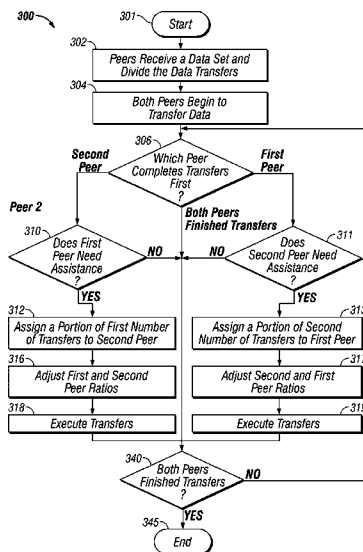 300
301
Start
302
Peers Receive a Data Set and
Divide the Data Transfers
304
Both Peers Begin to
Transfer Data
306
Which Peer
Completes Transfers
First
?
Second
Peer
First
Peer
Both Peers
Finished Transfers
Peer 2
310
Does First
Peer Need
Assistance
?
NO
YES
311
Does
Second Peer Need
Assistance
?
NO
YES
312
Assign a Portion of First Number
of Transfers to Second Peer
313
Assign a Portion of Second
Number of Transfers to First Peer
316
Adjust First and Second
Peer Ratios
317
Adjust Second and First
Peer Ratios
318
Execute Transfers
319
Execute Transfers
340
Both Peers
Finished Transfers
?
NO
YES
345
End